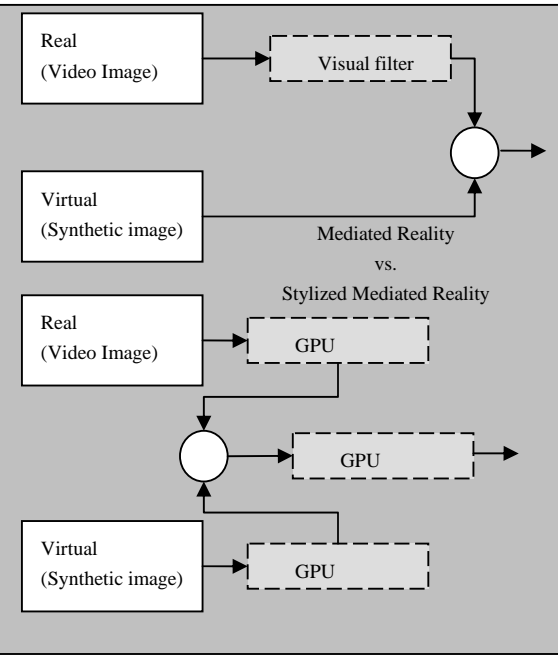 Real
(Video Image)
Visual filter
Virtual
(Synthetic image)
Mediated Reality
vs.
Stylized Mediated Reality
Real
(Video Image)
GPU
GPU
Virtual
(Synthetic image)
GPU